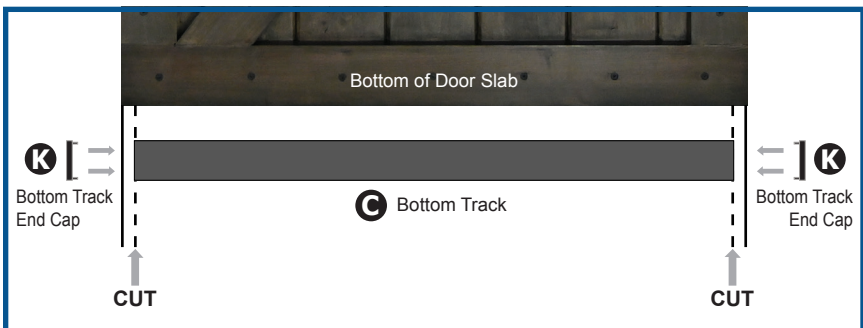 Bottom of Door Slab
K
Bottom Track
End Cap
C Bottom Track
K
Bottom Track
End Cap
CUT
CUT